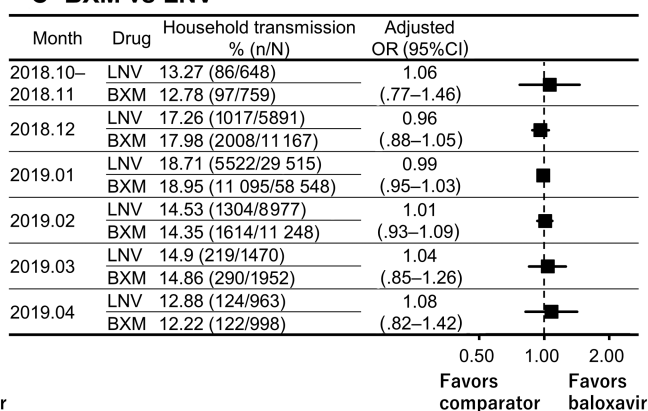 Month Drug Household transmission % (n/N) Adjusted OR (95%CI)
2018.10–2018.11 LNV 13.27 (86/648) 1.06 (.77–1.46)
BXM 12.78 (97/759)
2018.12 LNV 17.26 (1017/5891) 0.96 (.88–1.05)
BXM 17.98 (2008/11167)
2019.01 LNV 18.71 (5522/29 515) 0.99 (.95–1.03)
BXM 18.95 (11 095/58 548)
2019.02 LNV 14.53 (1304/8977) 1.01 (.93–1.09)
BXM 14.35 (1614/11 248)
2019.03 LNV 14.9 (219/1470) 1.04 (.85–1.26)
BXM 14.86 (290/1952)
2019.04 LNV 12.88 (124/963) 1.08 (.82–1.42)
BXM 12.22 (122/998)
0.50 1.00 2.00
Favors comparator Favors baloxavir
r